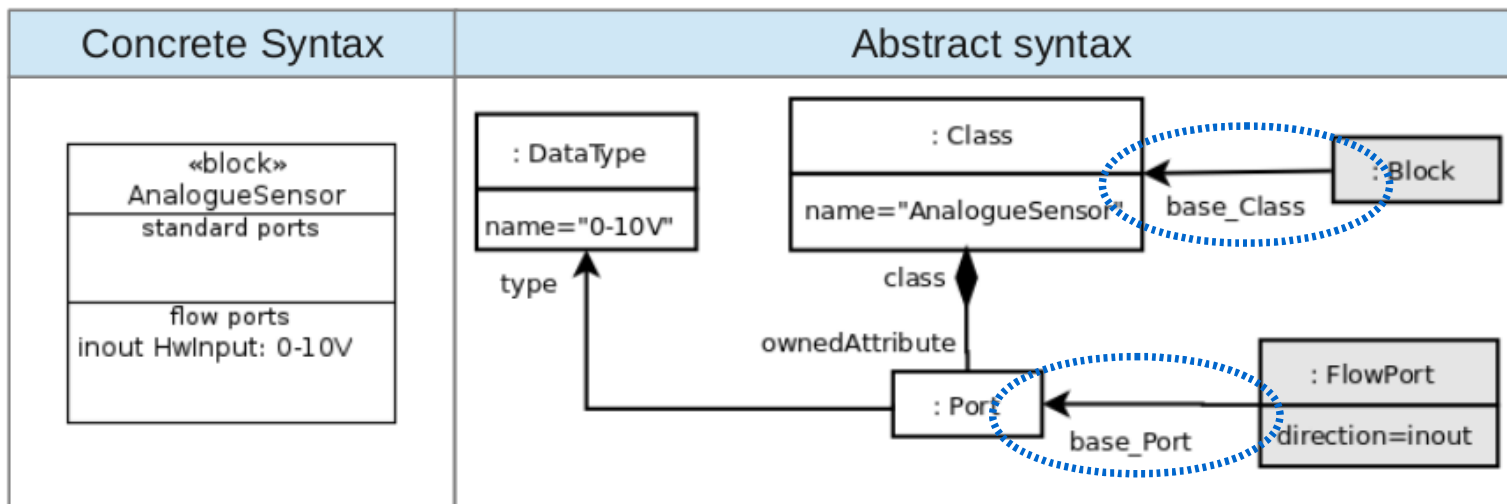 Concrete Syntax
Abstract syntax
«block»
AnalogueSensor
standard ports
flow ports
inout HwInput: 0-10V
: DataType
name="0-10V"
type
: Class
name="AnalogueSensor"
base_Class
: Block
class
ownedAttribute
: Port
base_Port
: FlowPort
direction=inout